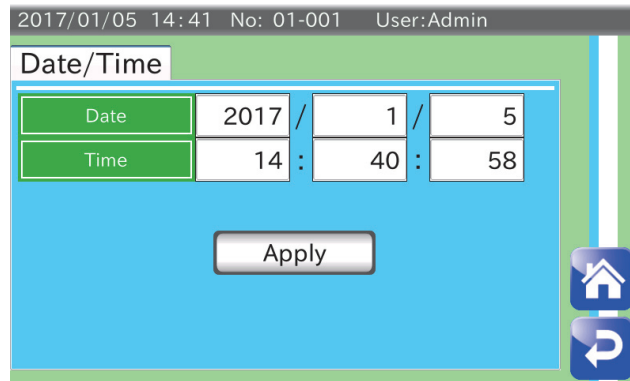 2017/01/05 14:41 No: 01-001 User:Admin
Date/Time
Date 2017 / 1 / 5
Time 14 : 40 : 58
Apply